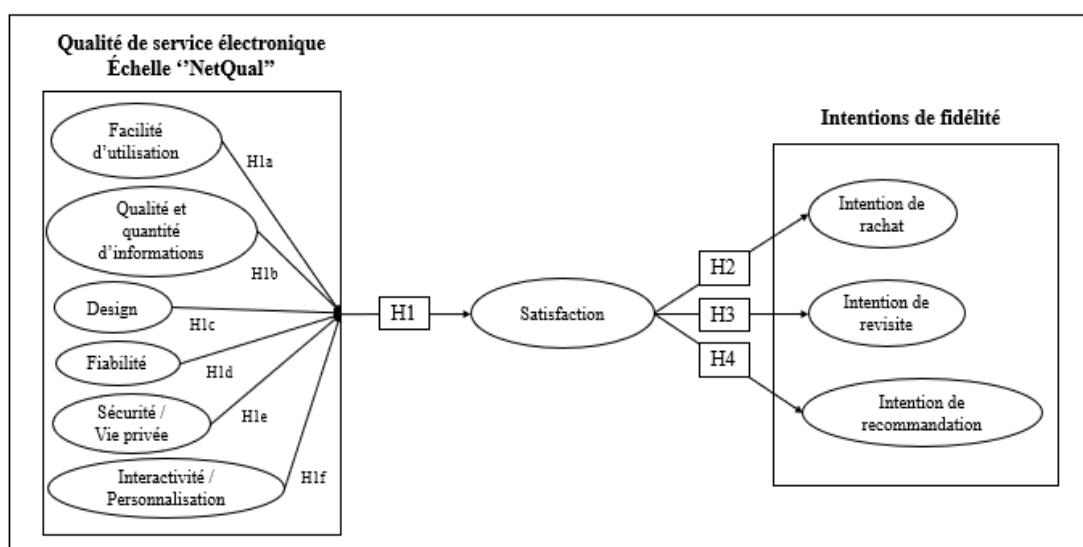 Qualité de service électronique
Échelle ‘’NetQual’’
Facilité
d’utilisation
H1a
Qualité et
quantité
d’informations
H1b
Design
H1c
Fiabilité
H1d
Sécurité /
Vie privée
H1e
Interactivité /
Personnalisation
H1f
H1
Satisfaction
H2
H3
H4
Intentions de fidélité
Intention de
rachat
Intention de
revisite
Intention de
recommandation